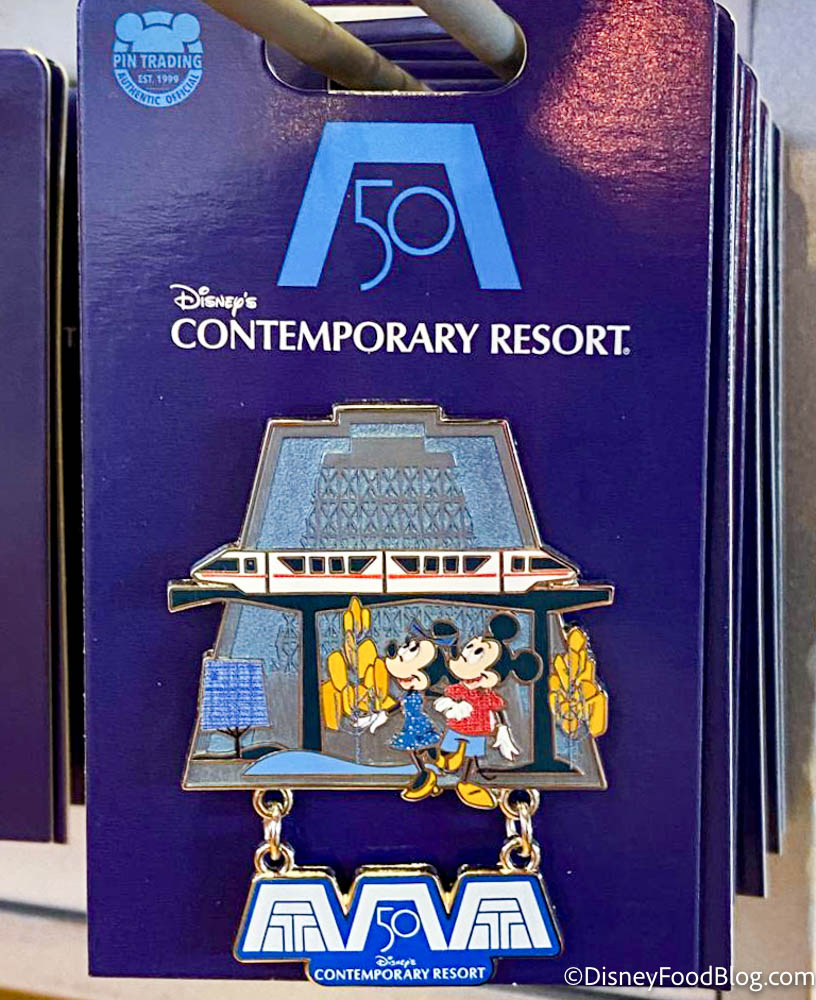 PIN TRADING
EST. 1999
AUTHENTIC OFFICIAL
50
Disney's
CONTEMPORARY RESORT®
50
Disney's
CONTEMPORARY RESORT
©DisneyFoodBlog.com